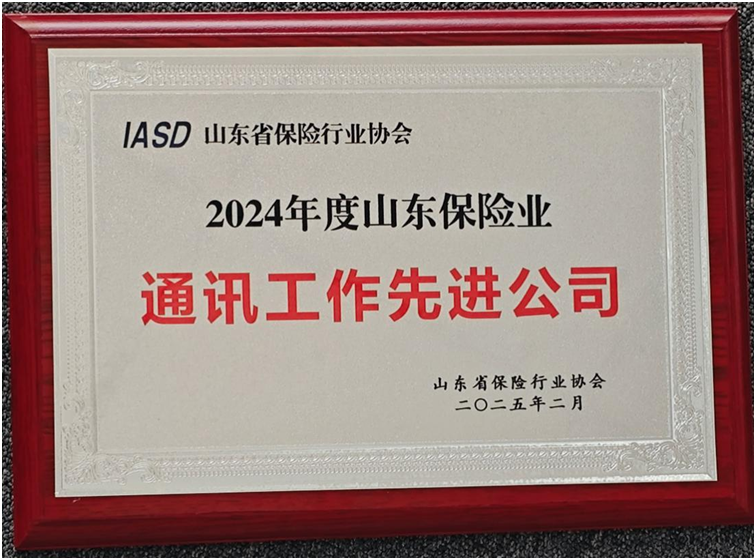 IASD 山东省保险行业协会
2024年度山东保险业
通讯工作先进公司
山东省保险行业协会
二〇二五年二月